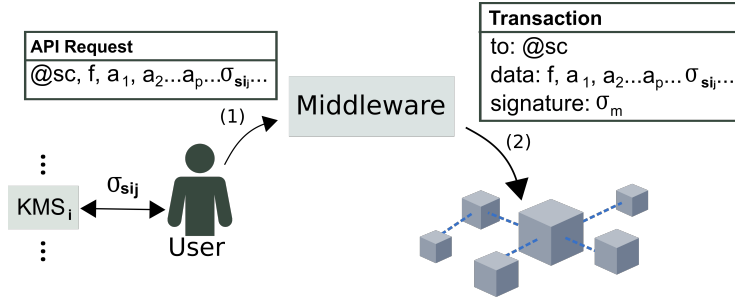 API Request
@sc, f, a₁, a₂...aₚ...σₛᵢⱼ...
Transaction
to: @sc
data: f, a₁, a₂...aₚ... σₛᵢⱼ...
signature: σₘ
(1)
Middleware
(2)
KMSᵢ
σₛᵢⱼ
User